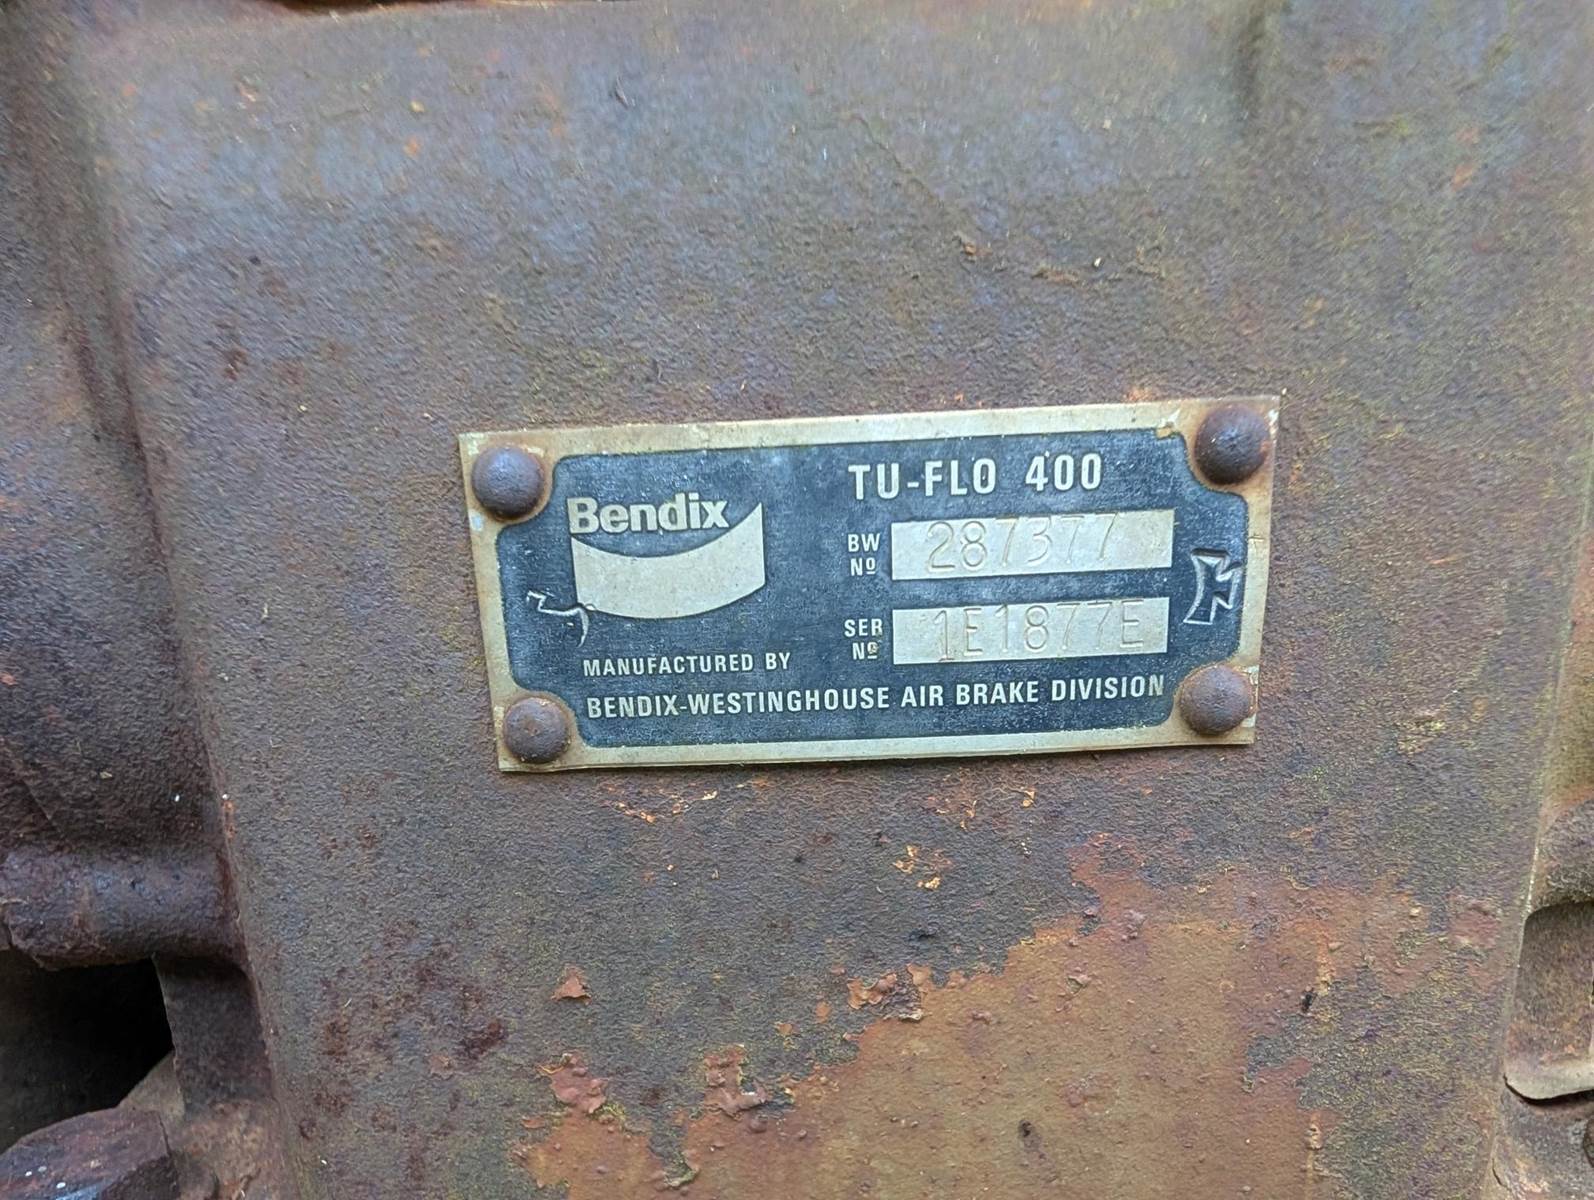 Bendix
TU-FLO 400
BW Nº 287377
SER Nº 1E1877E
MANUFACTURED BY
BENDIX-WESTINGHOUSE AIR BRAKE DIVISION